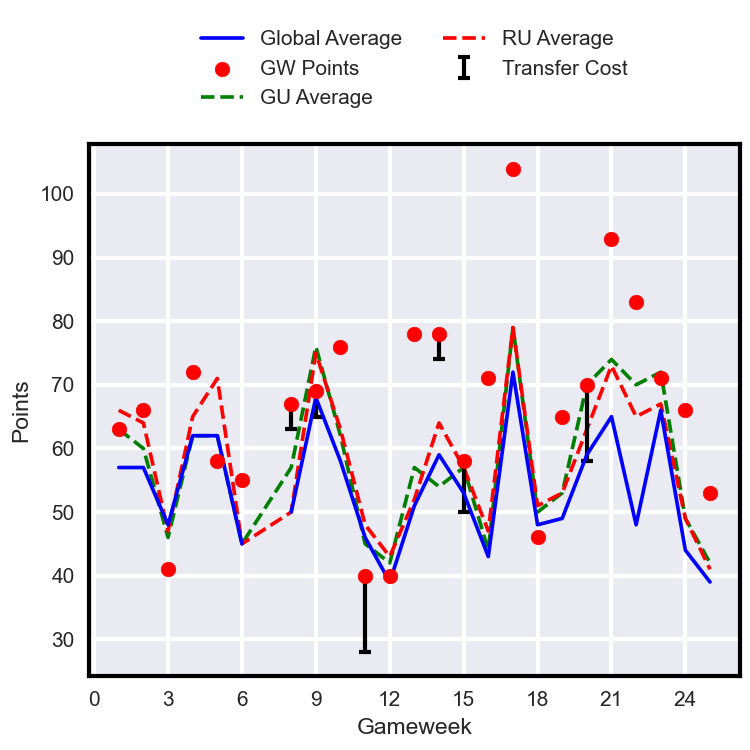 Global Average
GW Points
GU Average
RU Average
Transfer Cost
Points
100
90
80
70
60
50
40
30
0 3 6 9 12 15 18 21 24
Gameweek